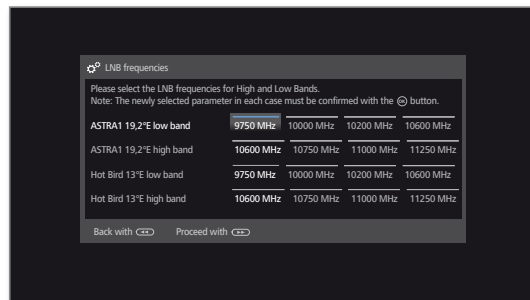 LNB frequencies
Please select the LNB frequencies for High and Low Bands.
Note: The newly selected parameter in each case must be confirmed with the OK button.
ASTRA1 19,2°E low band 9750 MHz 10000 MHz 10200 MHz 10600 MHz
ASTRA1 19,2°E high band 10600 MHz 10750 MHz 11000 MHz 11250 MHz
Hot Bird 13°E low band 9750 MHz 10000 MHz 10200 MHz 10600 MHz
Hot Bird 13°E high band 10600 MHz 10750 MHz 11000 MHz 11250 MHz
Back with ◄◄ Proceed with ►►